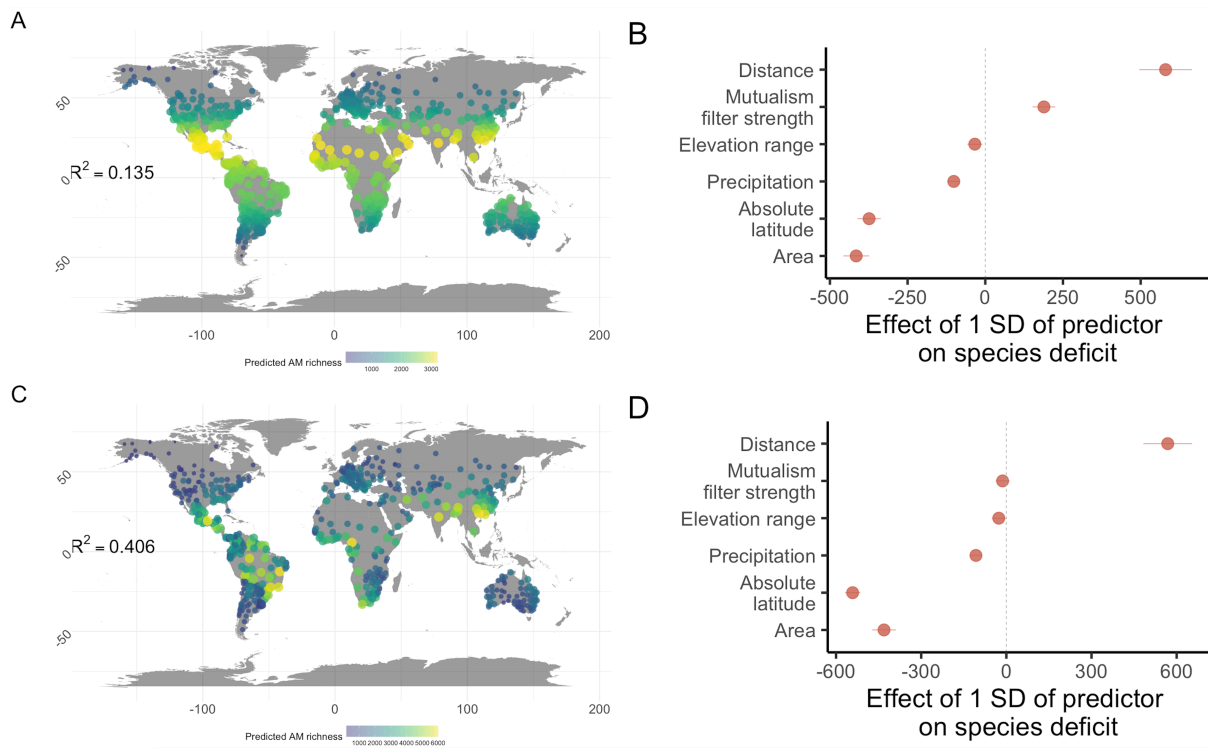 A
50
0
-50
R² = 0.135
-100
0
100
200
Predicted AM richness
1000
2000
3000
B
Distance
Mutualism
filter strength
Elevation range
Precipitation
Absolute
latitude
Area
-500
-250
0
250
500
Effect of 1 SD of predictor
on species deficit
C
50
0
-50
R² = 0.406
-100
0
100
200
Predicted AM richness
1000 2000 3000 4000 5000 6000
D
Distance
Mutualism
filter strength
Elevation range
Precipitation
Absolute
latitude
Area
-600
-300
0
300
600
Effect of 1 SD of predictor
on species deficit